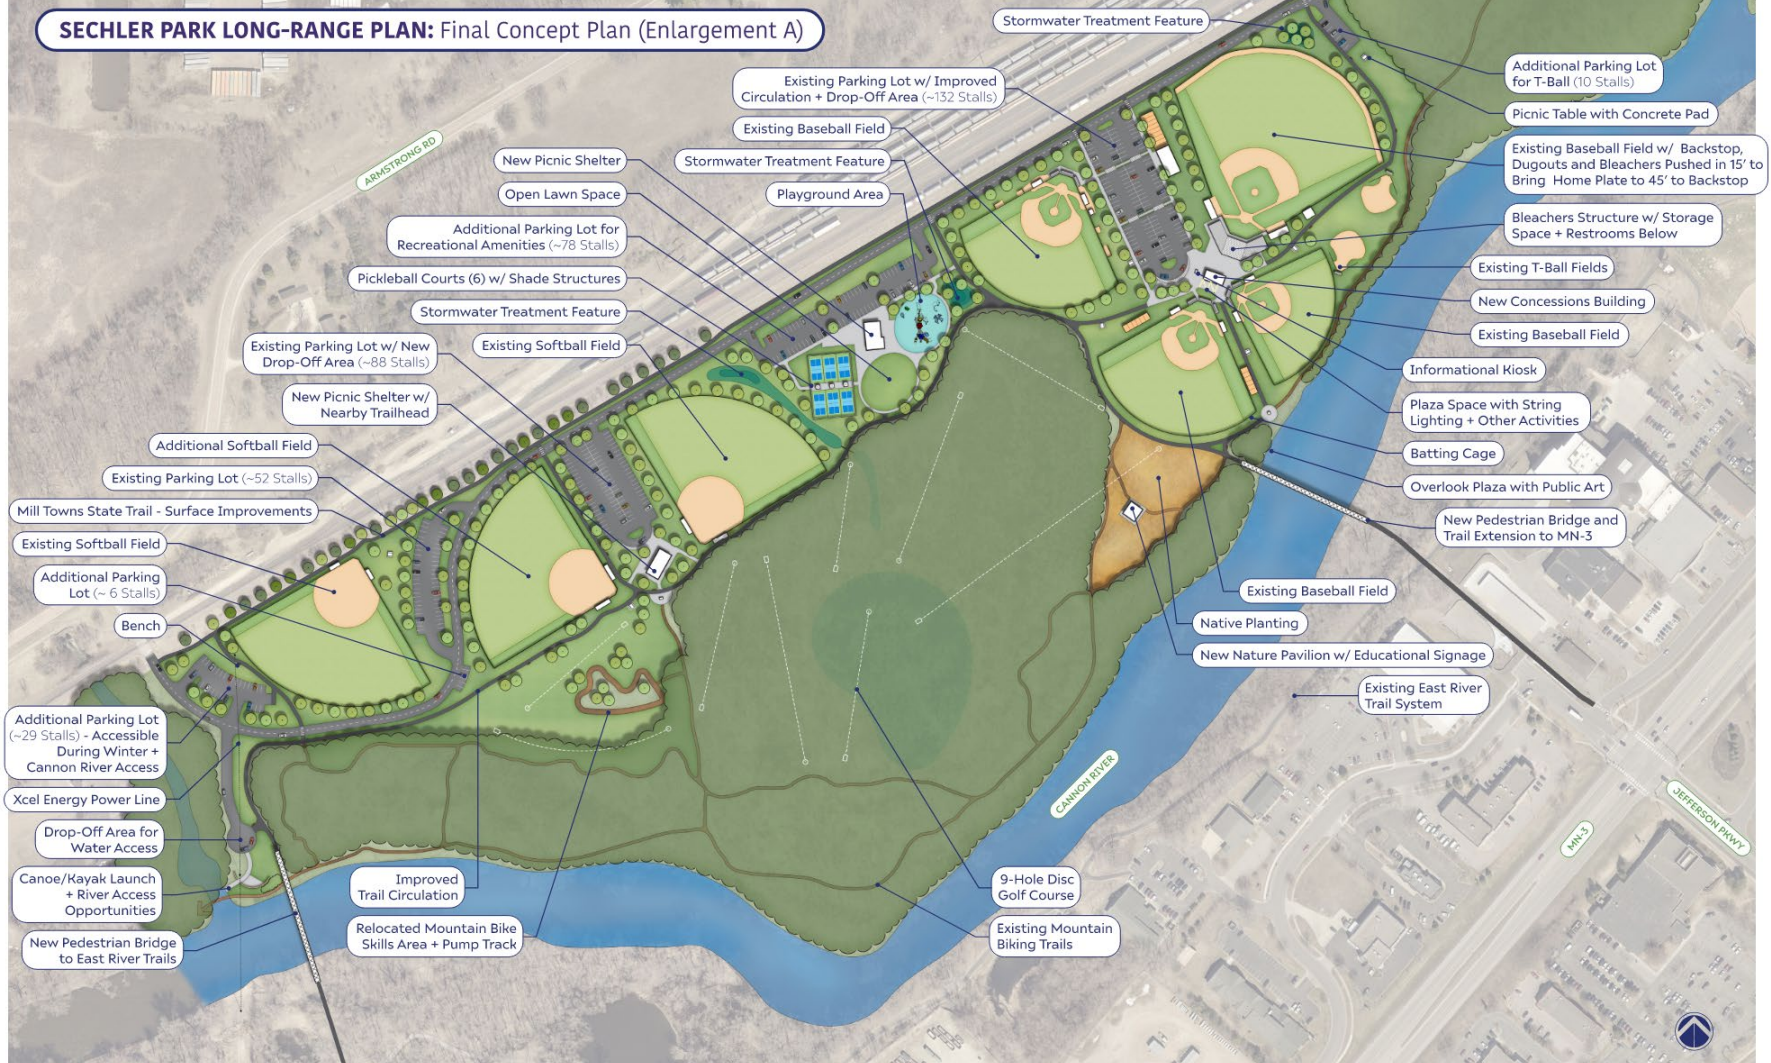 SECHLER PARK LONG-RANGE PLAN: Final Concept Plan (Enlargement A)
Stormwater Treatment Feature
Additional Parking Lot
for T-Ball (10 Stalls)
Picnic Table with Concrete Pad
Existing Baseball Field w/ Backstop,
Dugouts and Bleachers Pushed in 15' to
Bring Home Plate to 45' to Backstop
Bleachers Structure w/ Storage
Space + Restrooms Below
Existing T-Ball Fields
New Concessions Building
Existing Baseball Field
Informational Kiosk
Plaza Space with String
Lighting + Other Activities
Batting Cage
Overlook Plaza with Public Art
New Pedestrian Bridge and
Trail Extension to MN-3
Existing Baseball Field
Native Planting
New Nature Pavilion w/ Educational Signage
Existing East River
Trail System
Existing Parking Lot w/ Improved
Circulation + Drop-Off Area (~132 Stalls)
Existing Baseball Field
Stormwater Treatment Feature
Playground Area
New Picnic Shelter
Open Lawn Space
Additional Parking Lot for
Recreational Amenities (~78 Stalls)
Pickleball Courts (6) w/ Shade Structures
Stormwater Treatment Feature
Existing Softball Field
Existing Parking Lot w/ New
Drop-Off Area (~88 Stalls)
New Picnic Shelter w/
Nearby Trailhead
Additional Softball Field
Existing Parking Lot (~52 Stalls)
Mill Towns State Trail - Surface Improvements
Existing Softball Field
Additional Parking
Lot (~ 6 Stalls)
Bench
Additional Parking Lot
(~29 Stalls) - Accessible
During Winter +
Cannon River Access
Xcel Energy Power Line
Drop-Off Area for
Water Access
Canoe/Kayak Launch
+ River Access
Opportunities
New Pedestrian Bridge
to East River Trails
Improved
Trail Circulation
Relocated Mountain Bike
Skills Area + Pump Track
9-Hole Disc
Golf Course
Existing Mountain
Biking Trails
ARMSTRONG RD
CANNON RIVER
MN-3
JEFFERSON PKWY